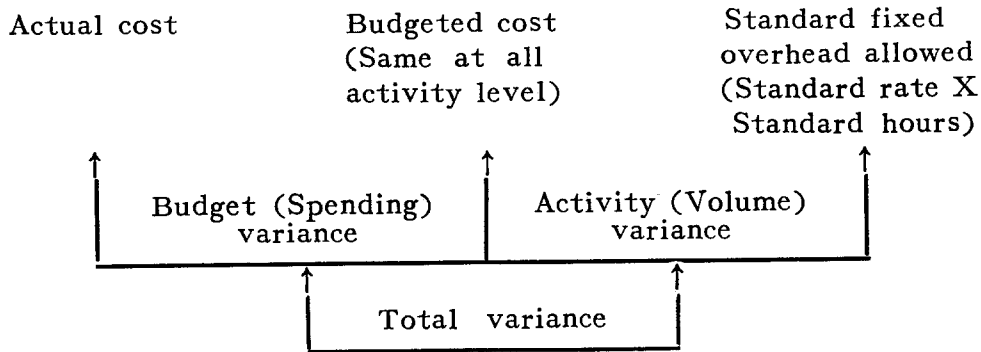 Actual cost
Budgeted cost
(Same at all
activity level)
Standard fixed
overhead allowed
(Standard rate X
Standard hours)
Budget (Spending)
variance
Activity (Volume)
variance
Total variance